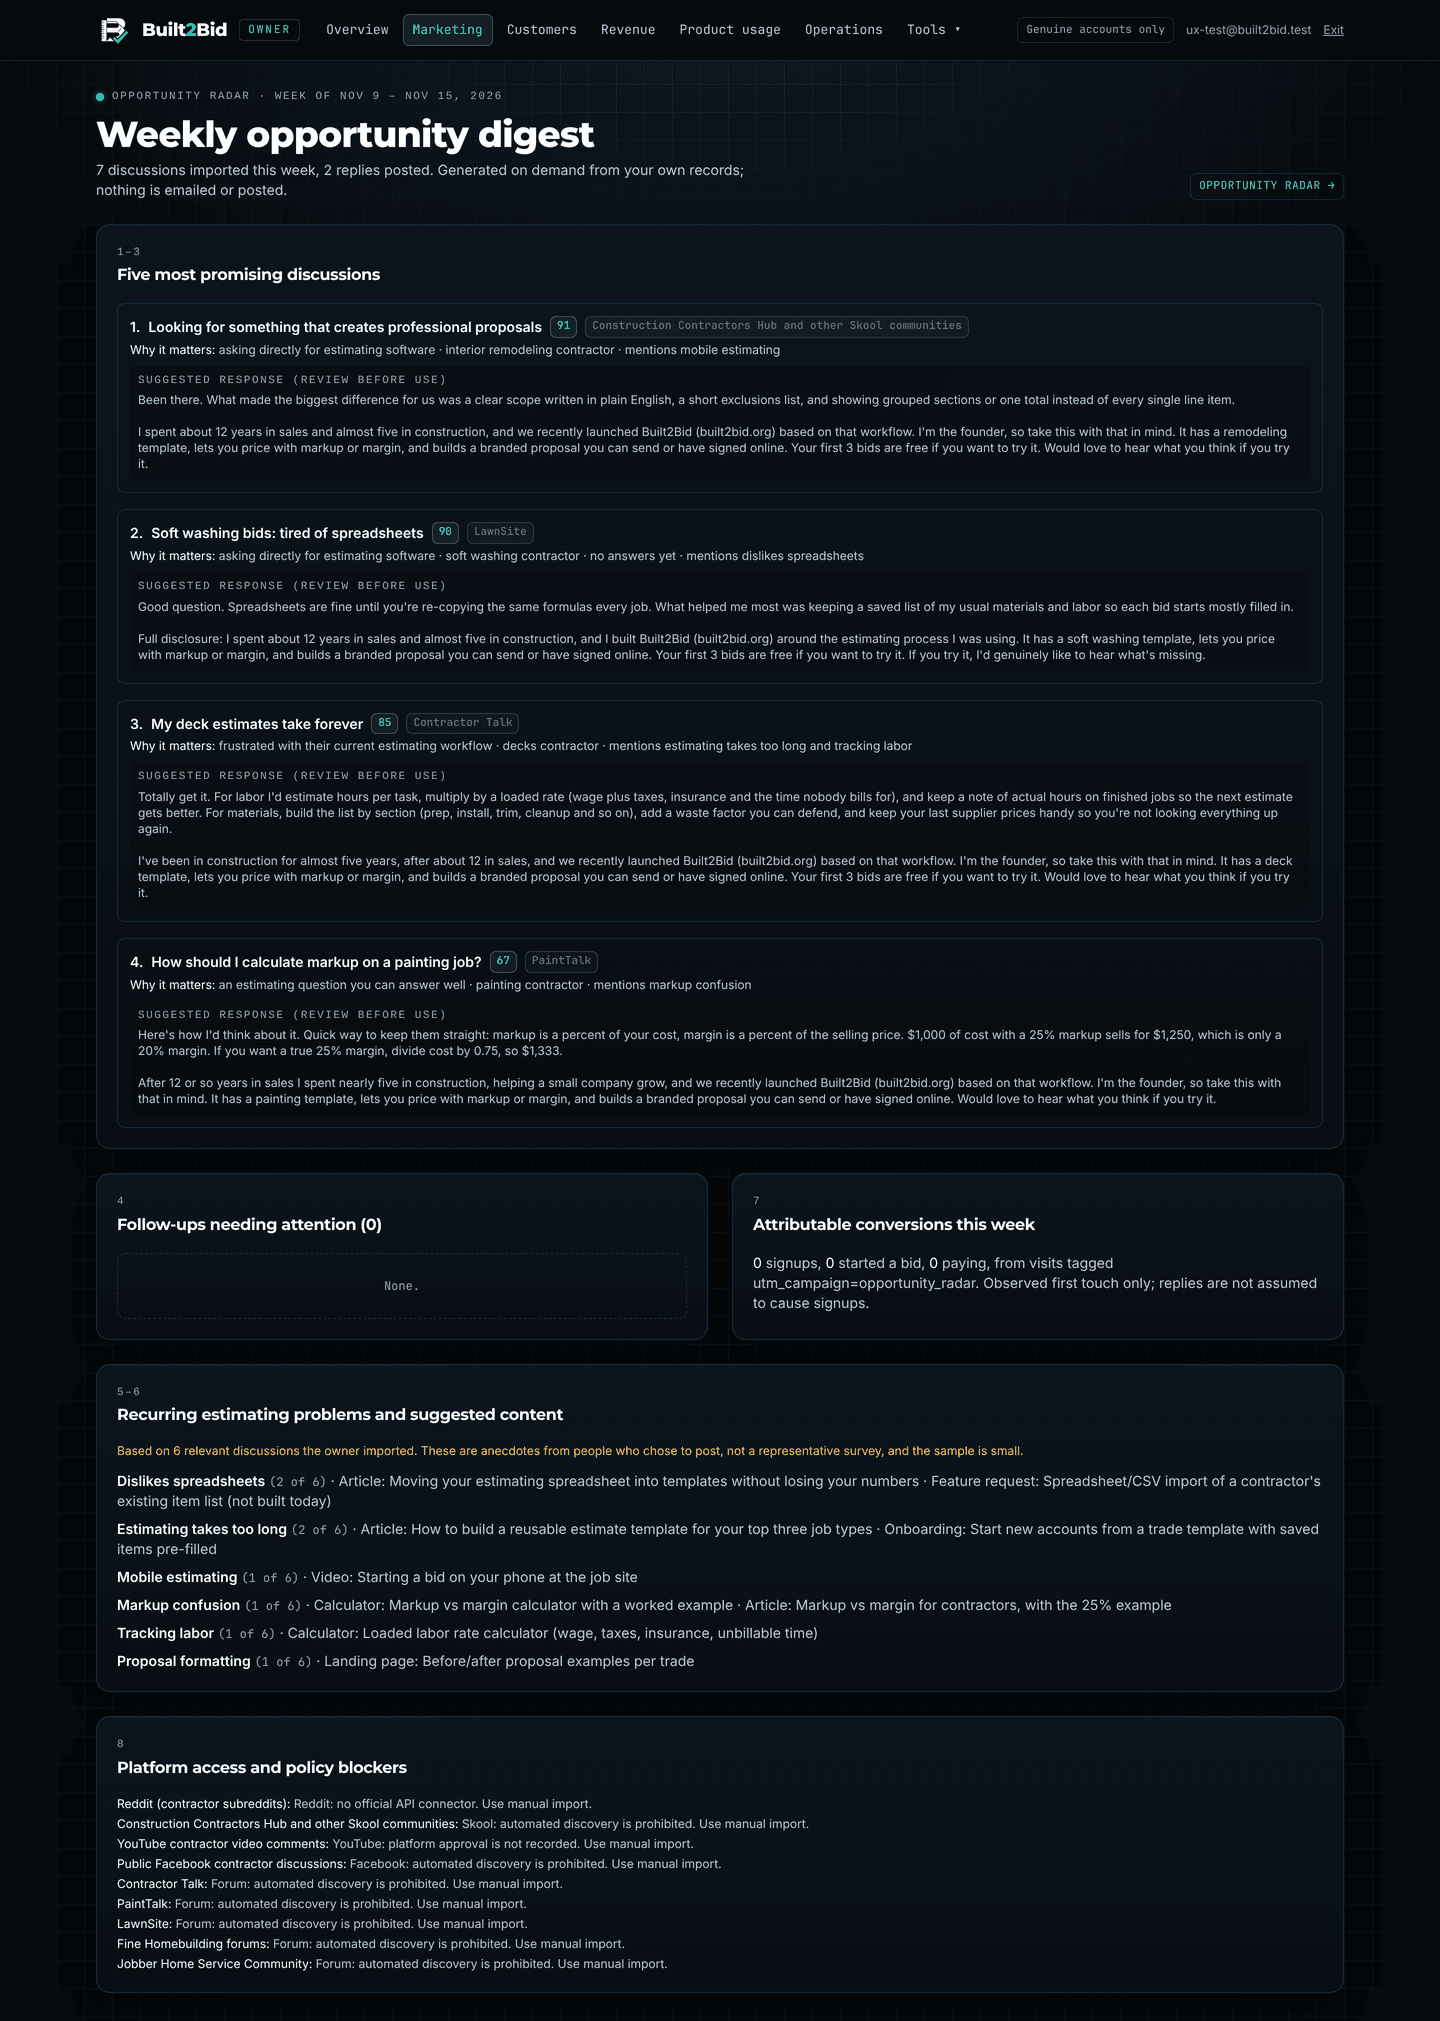 Built2Bid OWNER Overview Marketing Customers Revenue Product usage Operations Tools ▾ Genuine accounts only ux-test@built2bid.test Exit
OPPORTUNITY RADAR · WEEK OF NOV 9 – NOV 15, 2026
Weekly opportunity digest
7 discussions imported this week, 2 replies posted. Generated on demand from your own records;
nothing is emailed or posted.
OPPORTUNITY RADAR →
1–3
Five most promising discussions
1. Looking for something that creates professional proposals 91 Construction Contractors Hub and other Skool communities
Why it matters: asking directly for estimating software · interior remodeling contractor · mentions mobile estimating
SUGGESTED RESPONSE (REVIEW BEFORE USE)
Been there. What made the biggest difference for us was a clear scope written in plain English, a short exclusions list, and showing grouped sections or one total instead of every single line item.
I spent about 12 years in sales and almost five in construction, and we recently launched Built2Bid (built2bid.org) based on that workflow. I'm the founder, so take this with that in mind. It has a remodeling
template, lets you price with markup or margin, and builds a branded proposal you can send or have signed online. Your first 3 bids are free if you want to try it. Would love to hear what you think if you try
it.
2. Soft washing bids: tired of spreadsheets 90 LawnSite
Why it matters: asking directly for estimating software · soft washing contractor · no answers yet · mentions dislikes spreadsheets
SUGGESTED RESPONSE (REVIEW BEFORE USE)
Good question. Spreadsheets are fine until you're re-copying the same formulas every job. What helped me most was keeping a saved list of my usual materials and labor so each bid starts mostly filled in.
Full disclosure: I spent about 12 years in sales and almost five in construction, and I built Built2Bid (built2bid.org) around the estimating process I was using. It has a soft washing template, lets you price
with markup or margin, and builds a branded proposal you can send or have signed online. Your first 3 bids are free if you want to try it. If you try it, I'd genuinely like to hear what's missing.
3. My deck estimates take forever 85 Contractor Talk
Why it matters: frustrated with their current estimating workflow · decks contractor · mentions estimating takes too long and tracking labor
SUGGESTED RESPONSE (REVIEW BEFORE USE)
Totally get it. For labor I'd estimate hours per task, multiply by a loaded rate (wage plus taxes, insurance and the time nobody bills for), and keep a note of actual hours on finished jobs so the next estimate
gets better. For materials, build the list by section (prep, install, trim, cleanup and so on), add a waste factor you can defend, and keep your last supplier prices handy so you're not looking everything up
again.
I've been in construction for almost five years, after about 12 in sales, and we recently launched Built2Bid (built2bid.org) based on that workflow. I'm the founder, so take this with that in mind. It has a deck
template, lets you price with markup or margin, and builds a branded proposal you can send or have signed online. Your first 3 bids are free if you want to try it. Would love to hear what you think if you try
it.
4. How should I calculate markup on a painting job? 67 PaintTalk
Why it matters: an estimating question you can answer well · painting contractor · mentions markup confusion
SUGGESTED RESPONSE (REVIEW BEFORE USE)
Here's how I'd think about it. Quick way to keep them straight: markup is a percent of your cost, margin is a percent of the selling price. $1,000 of cost with a 25% markup sells for $1,250, which is only a
20% margin. If you want a true 25% margin, divide cost by 0.75, so $1,333.
After 12 or so years in sales I spent nearly five in construction, helping a small company grow, and we recently launched Built2Bid (built2bid.org) based on that workflow. I'm the founder, so take this with
that in mind. It has a painting template, lets you price with markup or margin, and builds a branded proposal you can send or have signed online. Would love to hear what you think if you try it.
4
Follow-ups needing attention (0)
None.
7
Attributable conversions this week
0 signups, 0 started a bid, 0 paying, from visits tagged
utm_campaign=opportunity_radar. Observed first touch only; replies are not assumed
to cause signups.
5–6
Recurring estimating problems and suggested content
Based on 6 relevant discussions the owner imported. These are anecdotes from people who chose to post, not a representative survey, and the sample is small.
Dislikes spreadsheets (2 of 6) · Article: Moving your estimating spreadsheet into templates without losing your numbers · Feature request: Spreadsheet/CSV import of a contractor's
existing item list (not built today)
Estimating takes too long (2 of 6) · Article: How to build a reusable estimate template for your top three job types · Onboarding: Start new accounts from a trade template with saved
items pre-filled
Mobile estimating (1 of 6) · Video: Starting a bid on your phone at the job site
Markup confusion (1 of 6) · Calculator: Markup vs margin calculator with a worked example · Article: Markup vs margin for contractors, with the 25% example
Tracking labor (1 of 6) · Calculator: Loaded labor rate calculator (wage, taxes, insurance, unbillable time)
Proposal formatting (1 of 6) · Landing page: Before/after proposal examples per trade
8
Platform access and policy blockers
Reddit (contractor subreddits): Reddit: no official API connector. Use manual import.
Construction Contractors Hub and other Skool communities: Skool: automated discovery is prohibited. Use manual import.
YouTube contractor video comments: YouTube: platform approval is not recorded. Use manual import.
Public Facebook contractor discussions: Facebook: automated discovery is prohibited. Use manual import.
Contractor Talk: Forum: automated discovery is prohibited. Use manual import.
PaintTalk: Forum: automated discovery is prohibited. Use manual import.
LawnSite: Forum: automated discovery is prohibited. Use manual import.
Fine Homebuilding forums: Forum: automated discovery is prohibited. Use manual import.
Jobber Home Service Community: Forum: automated discovery is prohibited. Use manual import.